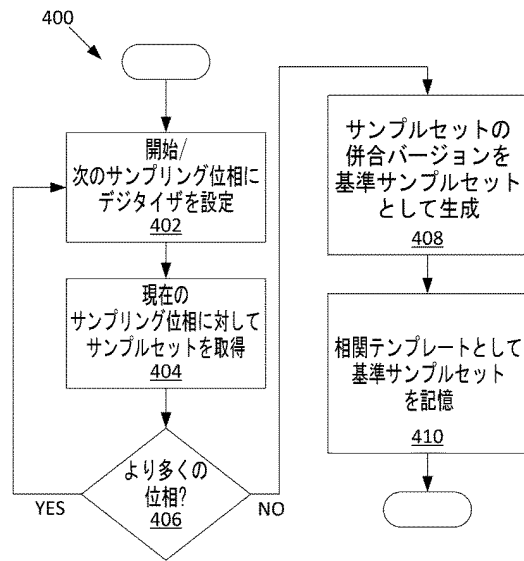 400
開始/
次のサンプリング位相に
デジタイザを設定
402
現在の
サンプリング位相に対して
サンプルセットを取得
404
より多くの
位相?
406
YES
NO
サンプルセットの
併合バージョンを
基準サンプルセット
として生成
408
相関テンプレートとして
基準サンプルセット
を記憶
410